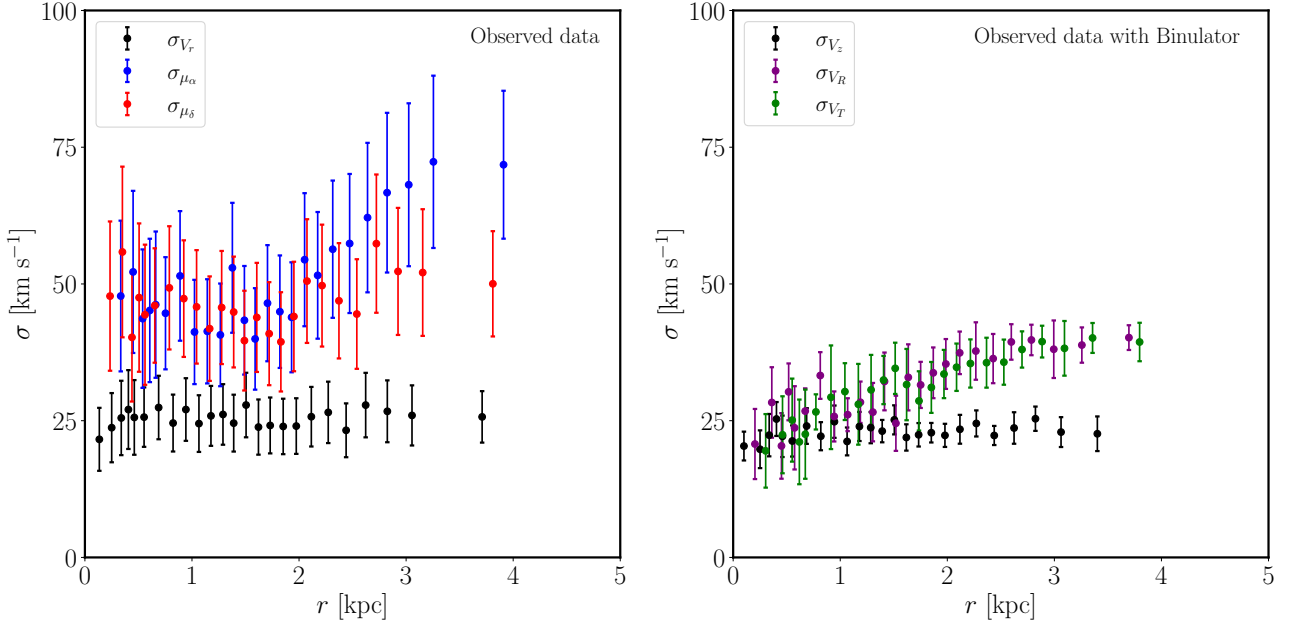 100
75
50
25
0
σ [km s⁻¹]
σ_{V_r}
σ_{μ_α}
σ_{μ_δ}
Observed data
0 1 2 3 4 5
r [kpc]
100
75
50
25
0
σ [km s⁻¹]
σ_{V_z}
σ_{V_R}
σ_{V_T}
Observed data with Binulator
0 1 2 3 4 5
r [kpc]